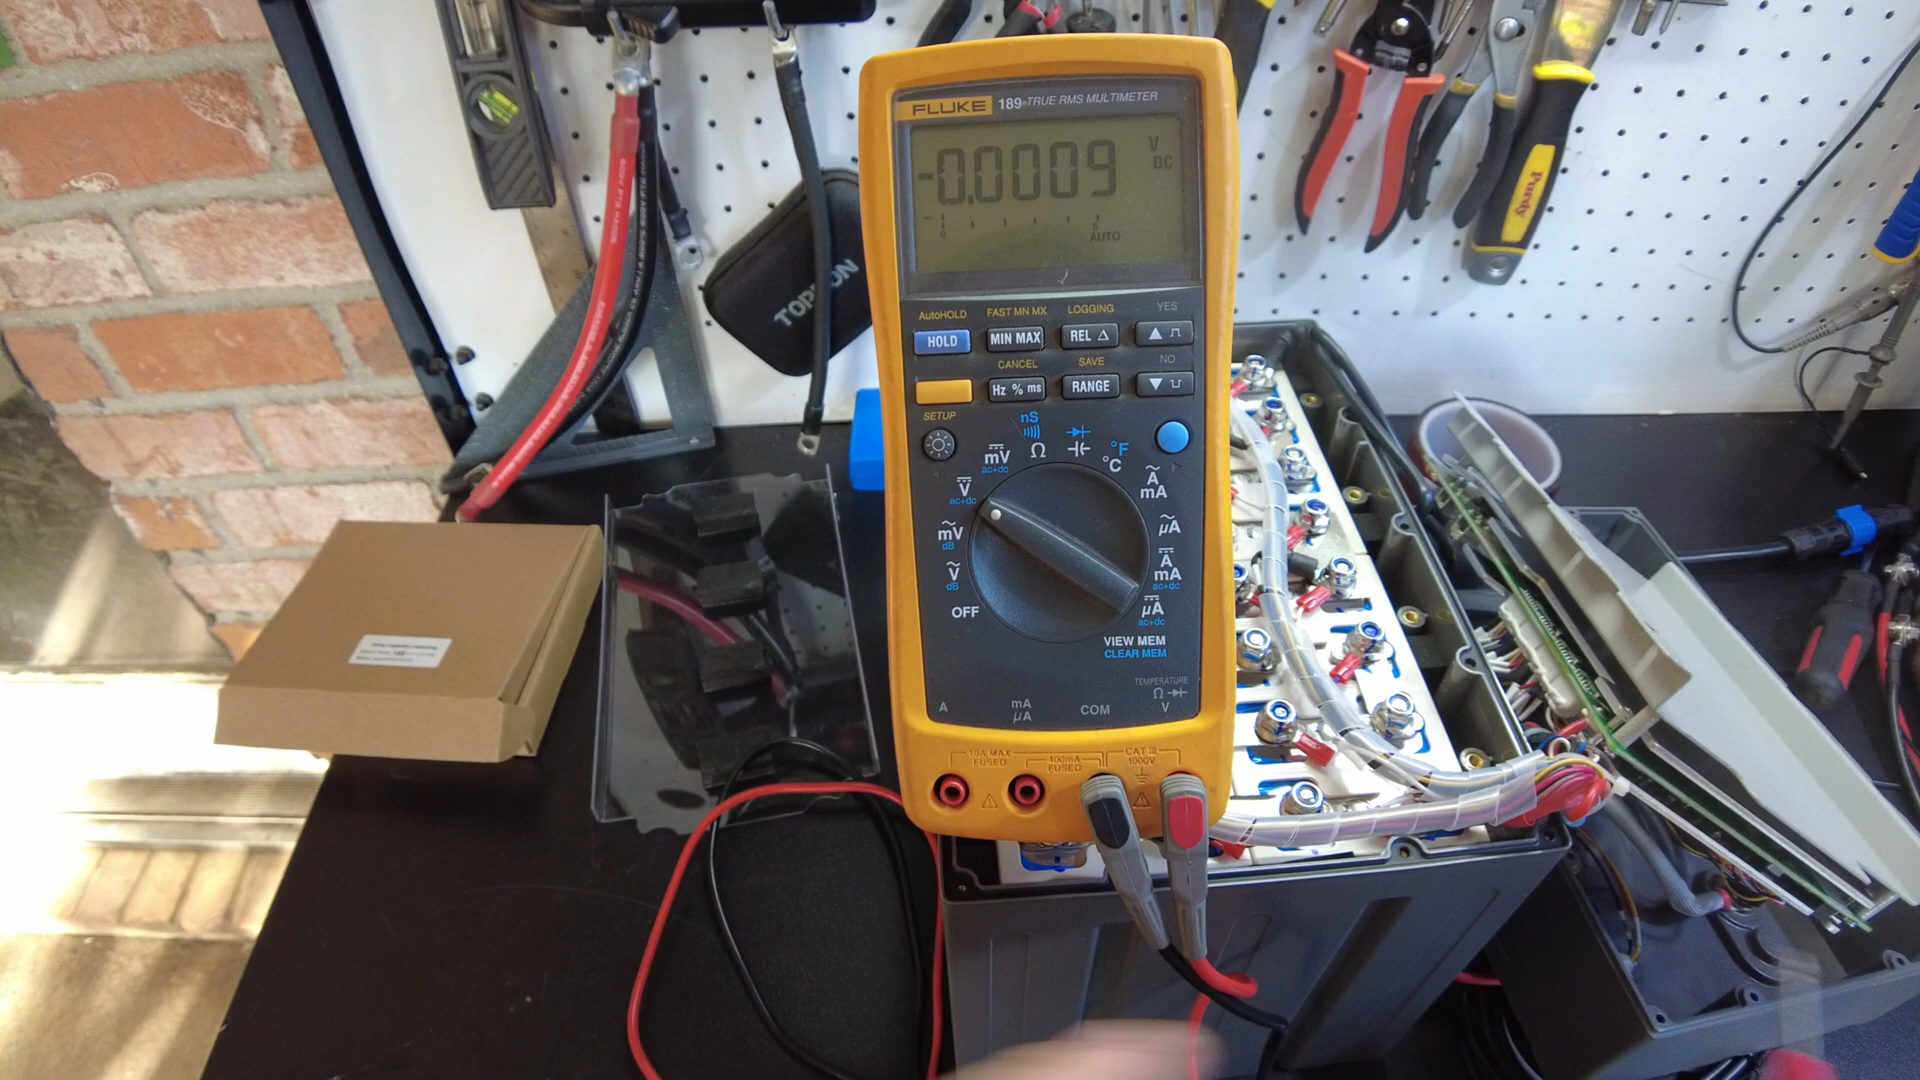 FLUKE 189 TRUE RMS MULTIMETER
-0.0009 V DC
0 5
AUTO
AutoHOLD FAST MN MX LOGGING YES
HOLD MIN MAX REL Δ ▲
CANCEL SAVE NO
Hz % ms RANGE ▼
SETUP
nS
mV Ω °F
ac+dc °C
V
ac+dc
mV
dB
V
dB
OFF
A
mA
µA
A
mA
ac+dc
µA
ac+dc
VIEW MEM
CLEAR MEM
TEMPERATURE
A mA COM Ω
µA V
10A MAX
FUSED
400mA
FUSED
CAT III
1000V
TOPDON
Purdy